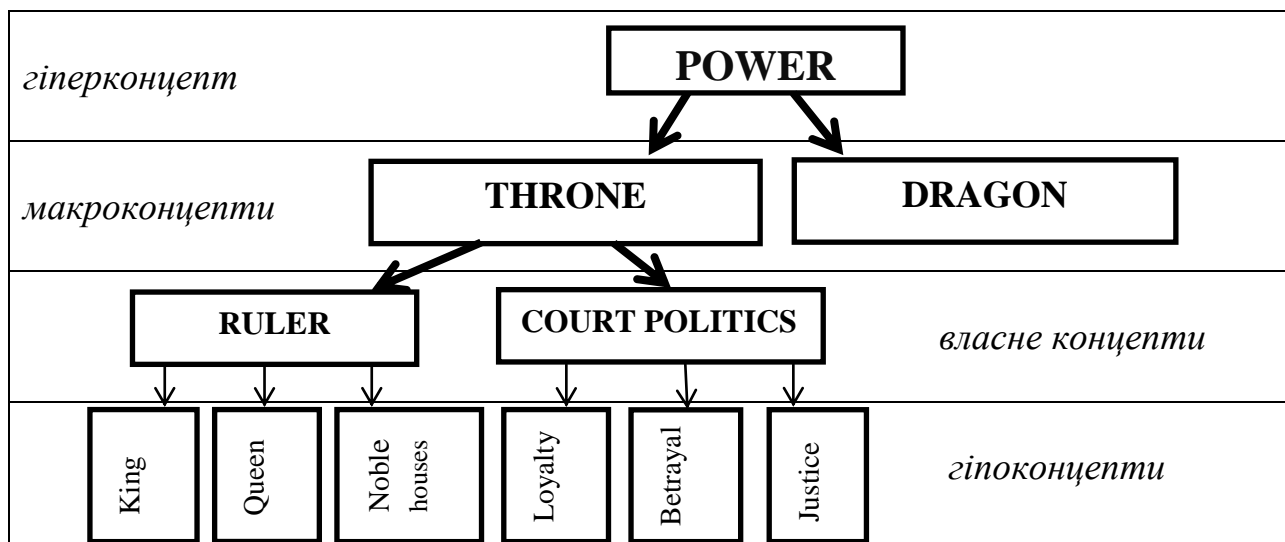 гіперконцепт
POWER
макроконцепти
THRONE
DRAGON
RULER
COURT POLITICS
власне концепти
King
Queen
Noble
houses
Loyalty
Betrayal
Justice
гіпоконцепти